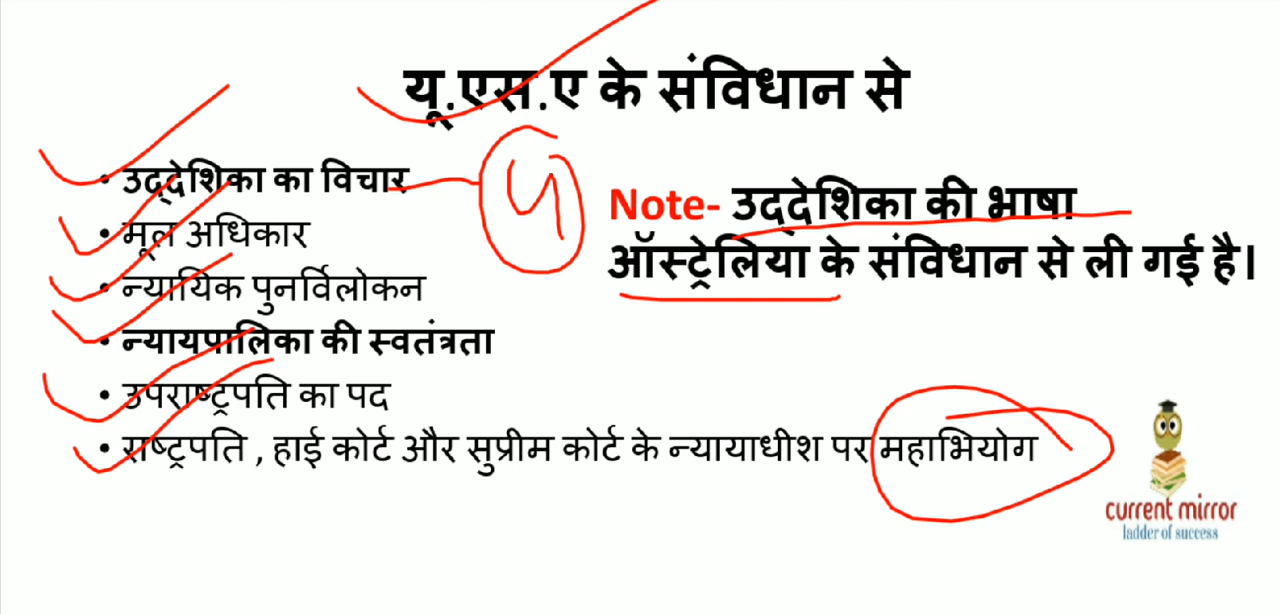 यू.एस.ए के संविधान से
• उद्देशिका का विचार
• मूल अधिकार
• न्यायिक पुनर्विलोकन
• न्यायपालिका की स्वतंत्रता
• उपराष्ट्रपति का पद
• राष्ट्रपति , हाई कोर्ट और सुप्रीम कोर्ट के न्यायाधीश पर महाभियोग
Note- उद्देशिका की भाषा
ऑस्ट्रेलिया के संविधान से ली गई है।
current mirror
ladder of success